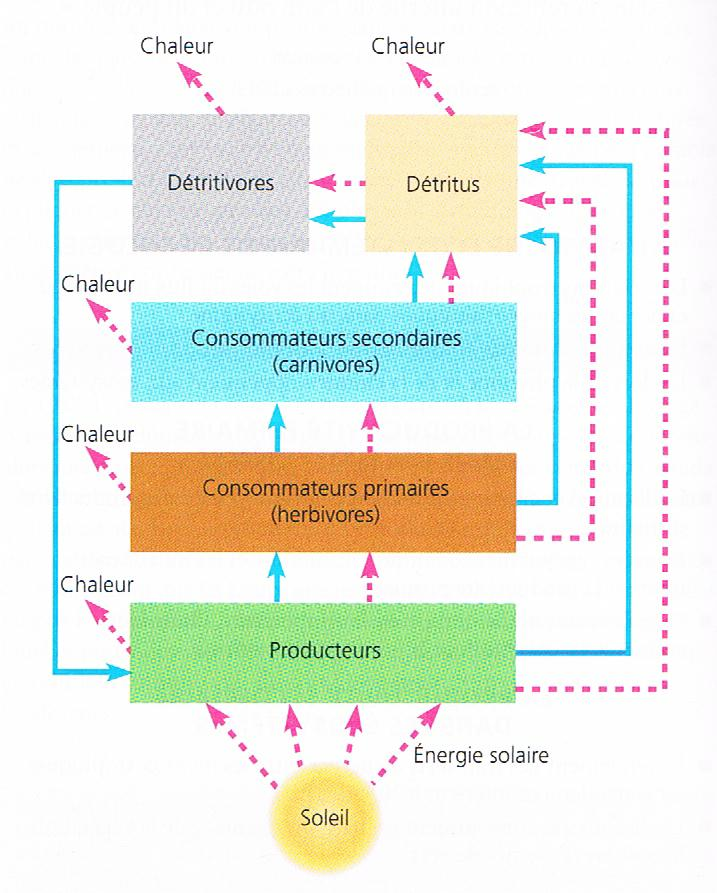 Chaleur
Chaleur
Détritivores
Détritus
Chaleur
Consommateurs secondaires
(carnivores)
Chaleur
Consommateurs primaires
(herbivores)
Chaleur
Producteurs
Énergie solaire
Soleil